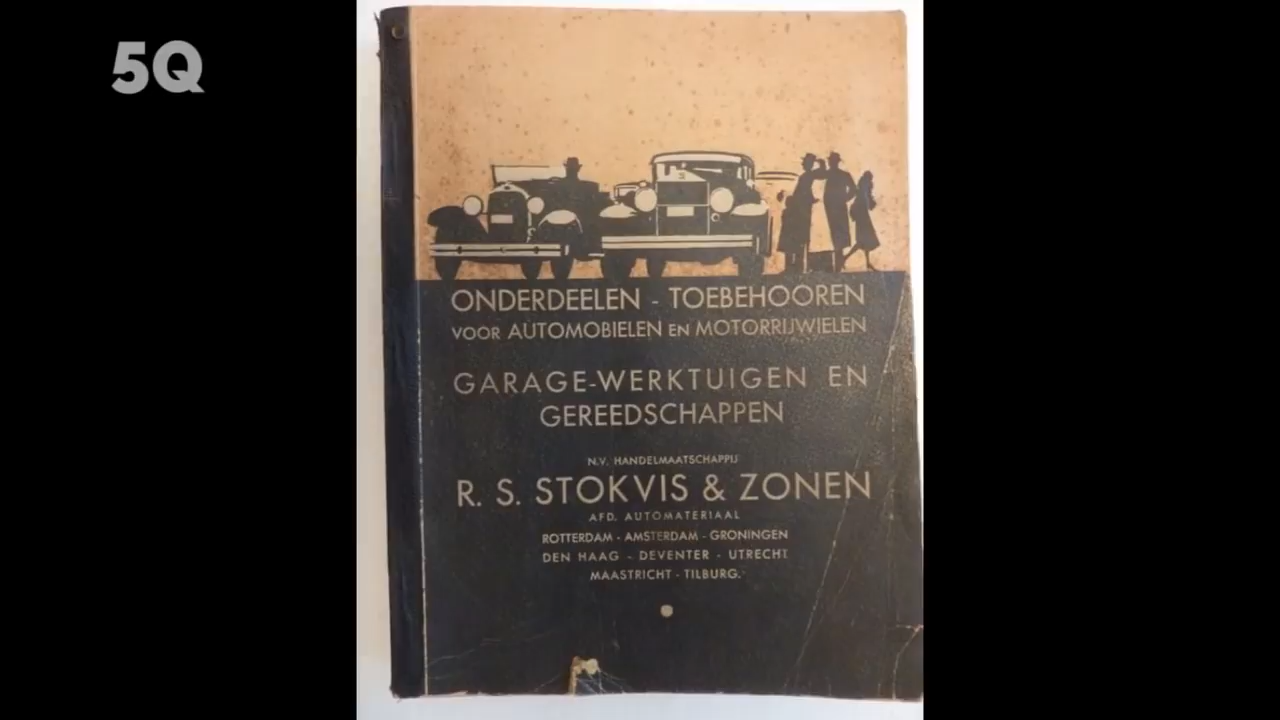 5Q
ONDERDEELEN - TOEBEHOOREN
VOOR AUTOMOBIELEN EN MOTORRIJWIELEN
GARAGE-WERKTUIGEN EN
GEREEDSCHAPPEN
N.V. HANDELMAATSCHAPPIJ
R. S. STOKVIS & ZONEN
AFD. AUTOMATERIAAL
ROTTERDAM - AMSTERDAM - GRONINGEN
DEN HAAG - DEVENTER - UTRECHT
MAASTRICHT - TILBURG.